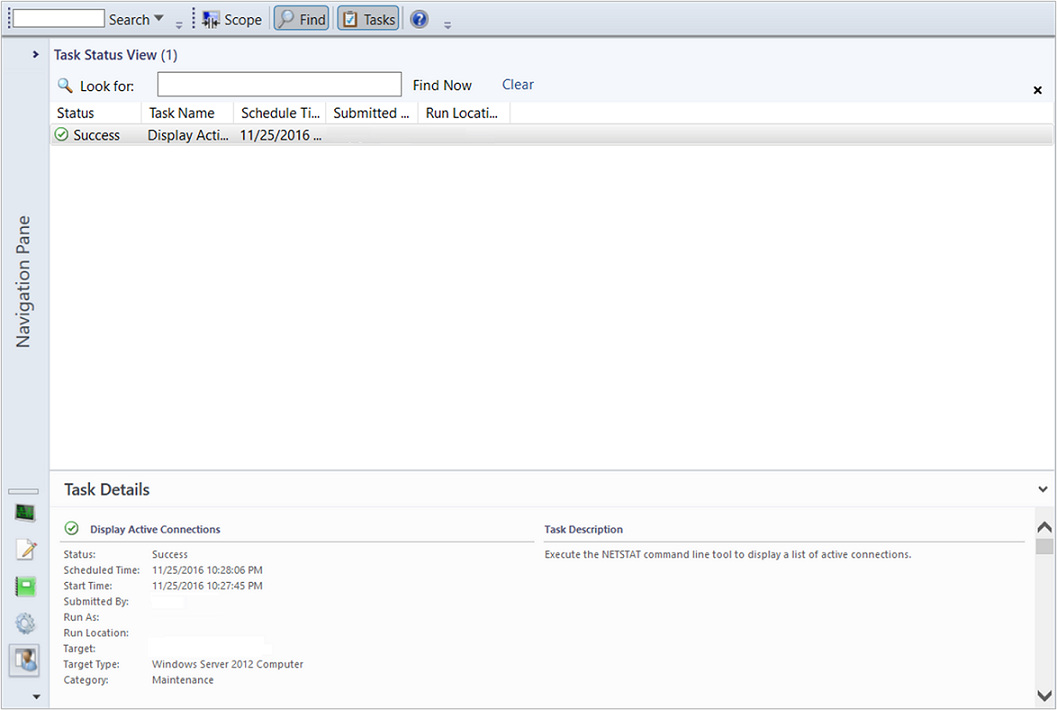 Search Scope Find Tasks
Task Status View (1)
Look for: Find Now Clear
Status Task Name Schedule Ti... Submitted ... Run Locati...
Success Display Acti... 11/25/2016 ...
Navigation Pane
Task Details
Display Active Connections Task Description
Status: Success Execute the NETSTAT command line tool to display a list of active connections.
Scheduled Time: 11/25/2016 10:28:06 PM
Start Time: 11/25/2016 10:27:45 PM
Submitted By:
Run As:
Run Location:
Target:
Target Type: Windows Server 2012 Computer
Category: Maintenance